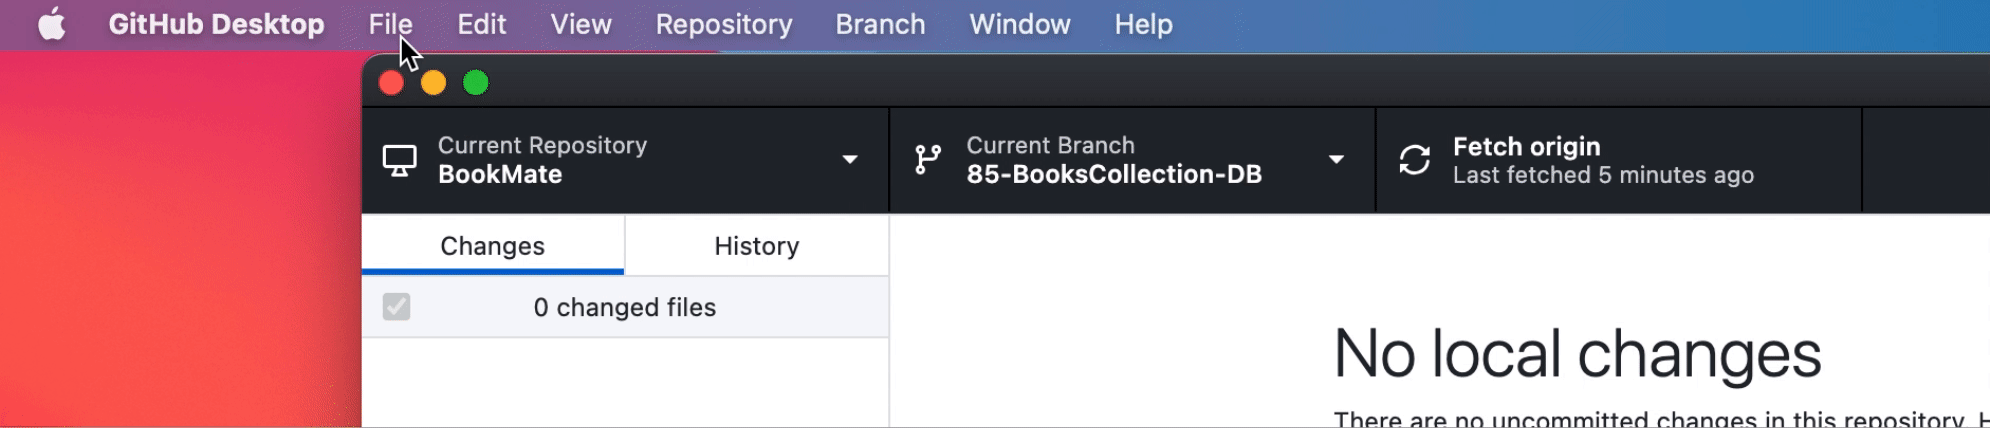 GitHub Desktop File Edit View Repository Branch Window Help
Current Repository
BookMate
Current Branch
85-BooksCollection-DB
Fetch origin
Last fetched 5 minutes ago
Changes History
0 changed files
No local changes
There are no uncommitted changes in this repository.